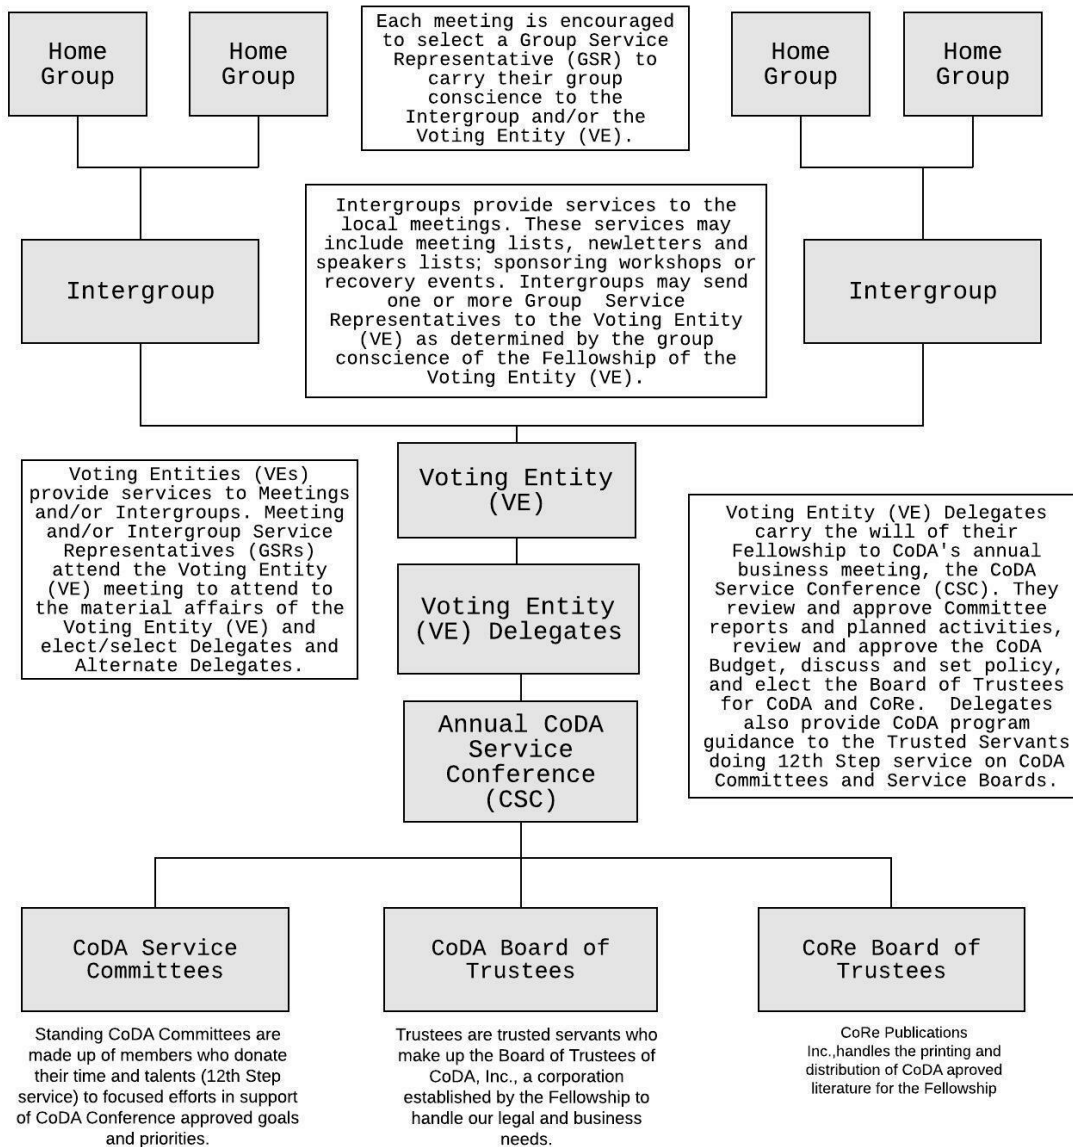 Home
Group
Home
Group
Each meeting is encouraged
to select a Group Service
Representative (GSR) to
carry their group
conscience to the
Intergroup and/or the
Voting Entity (VE).
Home
Group
Home
Group
Intergroup
Intergroups provide services to the
local meetings. These services may
include meeting lists, newletters and
speakers lists; sponsoring workshops or
recovery events. Intergroups may send
one or more Group Service
Representatives to the Voting Entity
(VE) as determined by the group
conscience of the Fellowship of the
Voting Entity (VE).
Intergroup
Voting Entities (VEs)
provide services to Meetings
and/or Intergroups. Meeting
and/or Intergroup Service
Representatives (GSRs)
attend the Voting Entity
(VE) meeting to attend to
the material affairs of the
Voting Entity (VE) and
elect/select Delegates and
Alternate Delegates.
Voting Entity
(VE)
Voting Entity
(VE) Delegates
Annual CoDA
Service
Conference
(CSC)
Voting Entity (VE) Delegates
carry the will of their
Fellowship to CoDA's annual
business meeting, the CoDA
Service Conference (CSC). They
review and approve Committee
reports and planned activities,
review and approve the CoDA
Budget, discuss and set policy,
and elect the Board of Trustees
for CoDA and CoRe. Delegates
also provide CoDA program
guidance to the Trusted Servants
doing 12th Step service on CoDA
Committees and Service Boards.
CoDA Service
Committees
CoDA Board of
Trustees
CoRe Board of
Trustees
Standing CoDA Committees are
made up of members who donate
their time and talents (12th Step
service) to focused efforts in support
of CoDA Conference approved goals
and priorities.
Trustees are trusted servants who
make up the Board of Trustees of
CoDA, Inc., a corporation
established by the Fellowship to
handle our legal and business
needs.
CoRe Publications
Inc.,handles the printing and
distribution of CoDA aproved
literature for the Fellowship